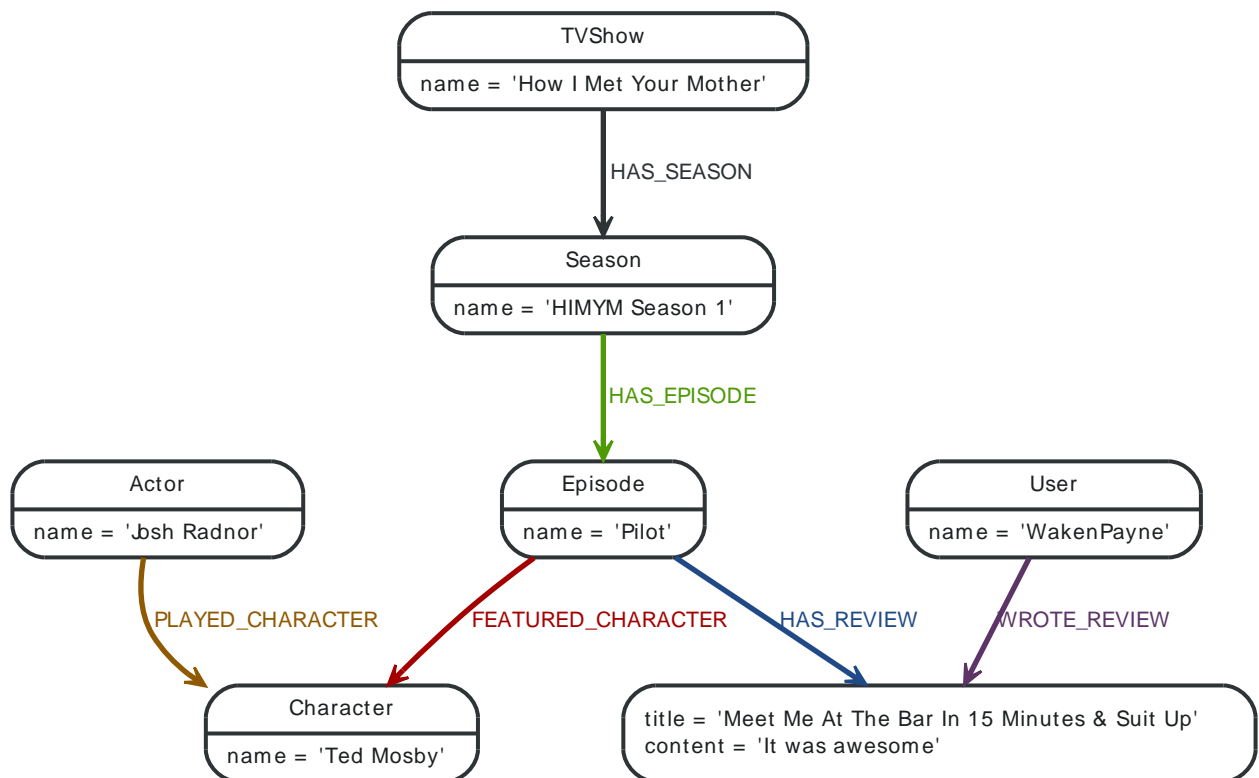 TVShow
name = 'How I Met Your Mother'
HAS_SEASON
Season
name = 'HIMYM Season 1'
HAS_EPISODE
Actor
name = 'Josh Radnor'
Episode
name = 'Pilot'
User
name = 'WakenPayne'
PLAYED_CHARACTER
FEATURED_CHARACTER
HAS_REVIEW
WROTE_REVIEW
Character
name = 'Ted Mosby'
title = 'Meet Me At The Bar In 15 Minutes & Suit Up'
content = 'It was awesome'